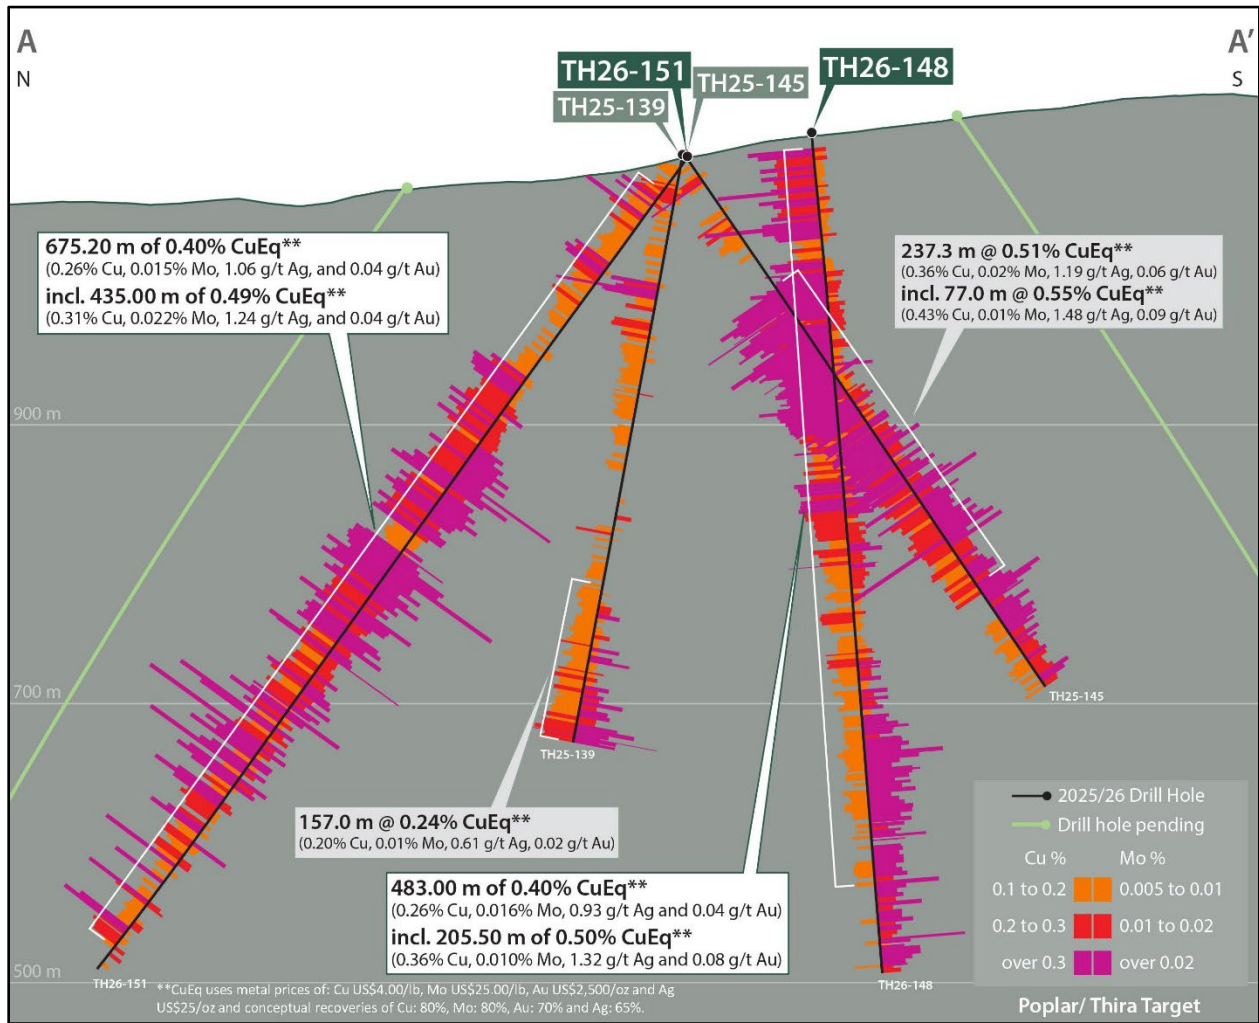 A
A'
N
S
TH26-151
TH25-145
TH26-148
TH25-139
675.20 m of 0.40% CuEq**
(0.26% Cu, 0.015% Mo, 1.06 g/t Ag, and 0.04 g/t Au)
incl. 435.00 m of 0.49% CuEq**
(0.31% Cu, 0.022% Mo, 1.24 g/t Ag, and 0.04 g/t Au)
237.3 m @ 0.51% CuEq**
(0.36% Cu, 0.02% Mo, 1.19 g/t Ag, 0.06 g/t Au)
incl. 77.0 m @ 0.55% CuEq**
(0.43% Cu, 0.01% Mo, 1.48 g/t Ag, 0.09 g/t Au)
900 m
700 m
TH25-145
TH25-139
157.0 m @ 0.24% CuEq**
(0.20% Cu, 0.01% Mo, 0.61 g/t Ag, 0.02 g/t Au)
483.00 m of 0.40% CuEq**
(0.26% Cu, 0.016% Mo, 0.93 g/t Ag and 0.04 g/t Au)
incl. 205.50 m of 0.50% CuEq**
(0.36% Cu, 0.010% Mo, 1.32 g/t Ag and 0.08 g/t Au)
2025/26 Drill Hole
Drill hole pending
Cu % Mo %
0.1 to 0.2 0.005 to 0.01
0.2 to 0.3 0.01 to 0.02
over 0.3 over 0.02
Poplar/ Thira Target
500 m
TH26-151
TH26-148
**CuEq uses metal prices of: Cu US$4.00/lb, Mo US$25.00/lb, Au US$2,500/oz and Ag
US$25/oz and conceptual recoveries of Cu: 80%, Mo: 80%, Au: 70% and Ag: 65%.